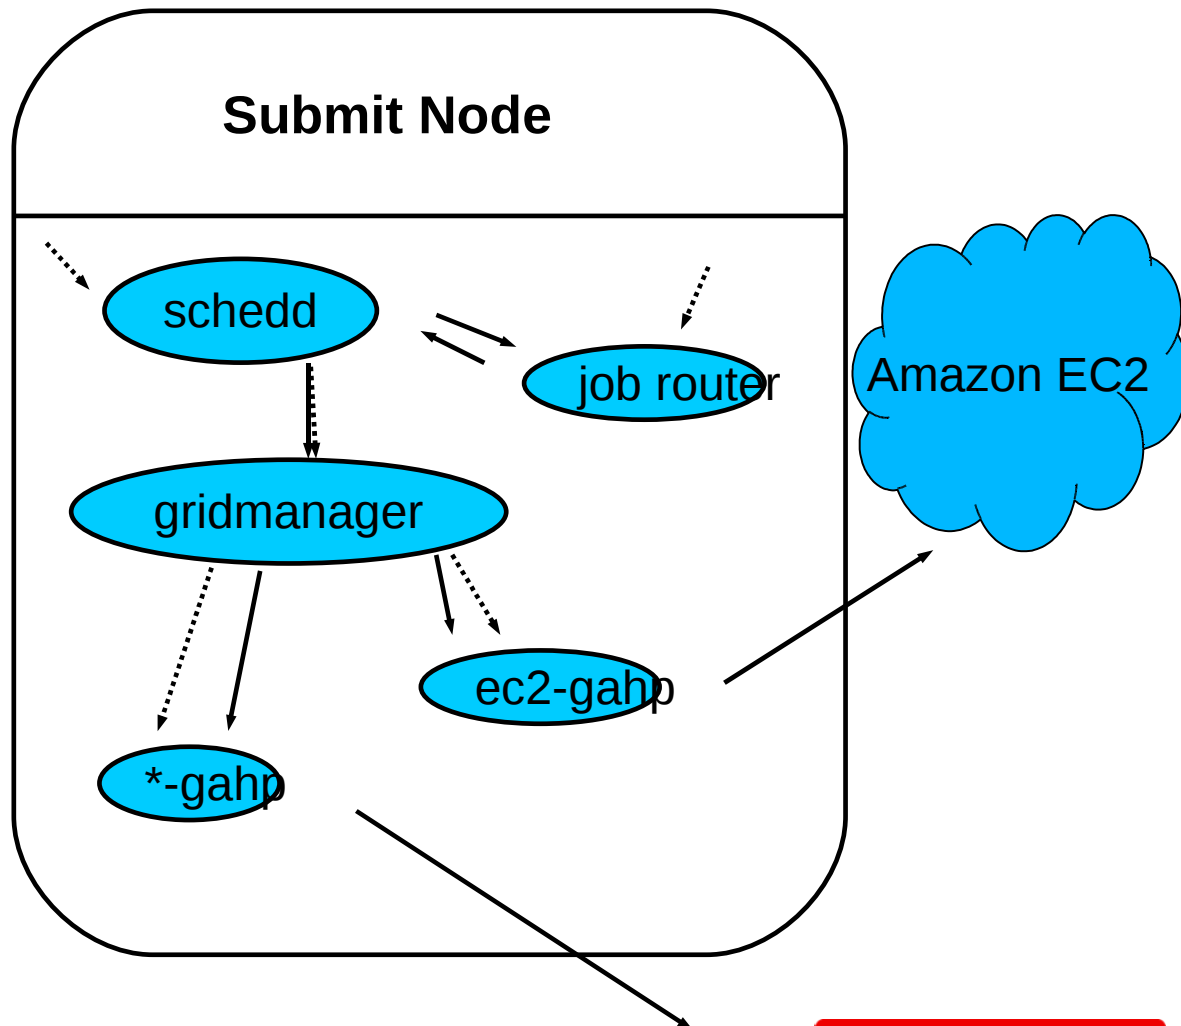 Submit Node
schedd
job router
Amazon EC2
gridmanager
ec2-gahp
*-gahp